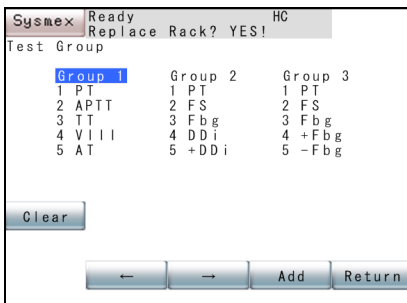 Sysmex Ready HC
Replace Rack? YES!
Test Group
Group 1 Group 2 Group 3
1 PT 1 PT 1 PT
2 APTT 2 FS 2 FS
3 TT 3 Fbg 3 Fbg
4 VIII 4 DDi 4 +Fbg
5 AT 5 +DDi 5 -Fbg
Clear
← → Add Return